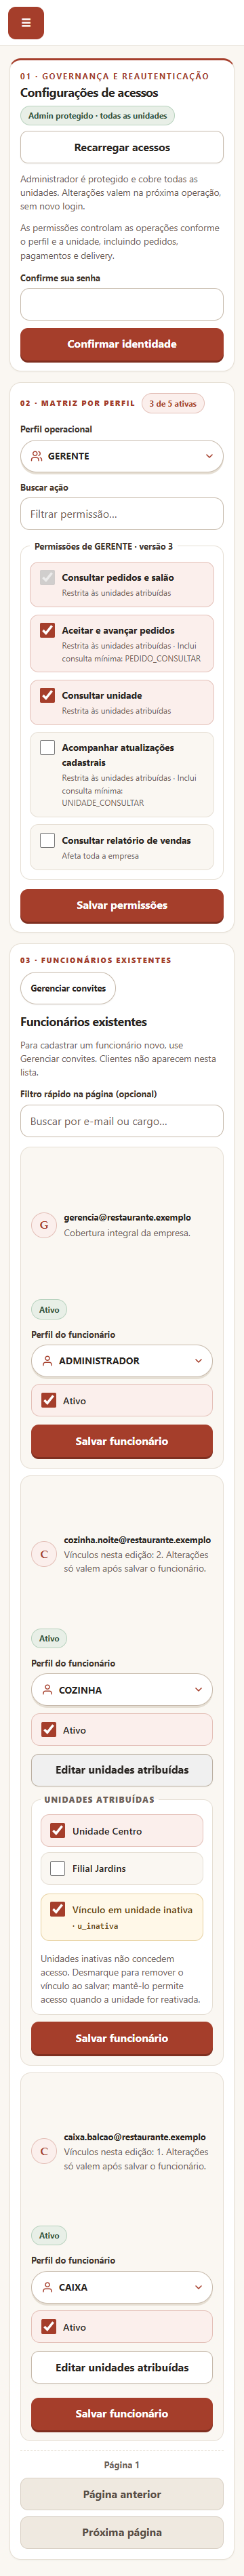 01 · GOVERNANÇA E REAUTENTICAÇÃO
Configurações de acessos
Admin protegido · todas as unidades
Recarregar acessos
Administrador é protegido e cobre todas as
unidades. Alterações valem na próxima operação,
sem novo login.
As permissões controlam as operações conforme
o perfil e a unidade, incluindo pedidos,
pagamentos e delivery.
Confirme sua senha
Confirmar identidade
02 · MATRIZ POR PERFIL
3 de 5 ativas
Perfil operacional
GERENTE
Buscar ação
Filtrar permissão...
Permissões de GERENTE · versão 3
Consultar pedidos e salão
Restrita às unidades atribuídas
Aceitar e avançar pedidos
Restrita às unidades atribuídas · Inclui
consulta mínima: PEDIDO_CONSULTAR
Consultar unidade
Restrita às unidades atribuídas
Acompanhar atualizações
cadastrais
Restrita às unidades atribuídas · Inclui
consulta mínima:
UNIDADE_CONSULTAR
Consultar relatório de vendas
Afeta toda a empresa
Salvar permissões
03 · FUNCIONÁRIOS EXISTENTES
Gerenciar convites
Funcionários existentes
Para cadastrar um funcionário novo, use
Gerenciar convites. Clientes não aparecem nesta
lista.
Filtro rápido na página (opcional)
Buscar por e-mail ou cargo...
G
gerencia@restaurante.exemplo
Cobertura integral da empresa.
Ativo
Perfil do funcionário
ADMINISTRADOR
Ativo
Salvar funcionário
C
cozinha.noite@restaurante.exemplo
Vínculos nesta edição: 2. Alterações
só valem após salvar o funcionário.
Ativo
Perfil do funcionário
COZINHA
Ativo
Editar unidades atribuídas
UNIDADES ATRIBUÍDAS
Unidade Centro
Filial Jardins
Vínculo em unidade inativa
· u_inativa
Unidades inativas não concedem
acesso. Desmarque para remover o
vínculo ao salvar; mantê-lo permite
acesso quando a unidade for reativada.
Salvar funcionário
C
caixa.balcao@restaurante.exemplo
Vínculos nesta edição: 1. Alterações
só valem após salvar o funcionário.
Ativo
Perfil do funcionário
CAIXA
Ativo
Editar unidades atribuídas
Salvar funcionário
Página 1
Página anterior
Próxima página